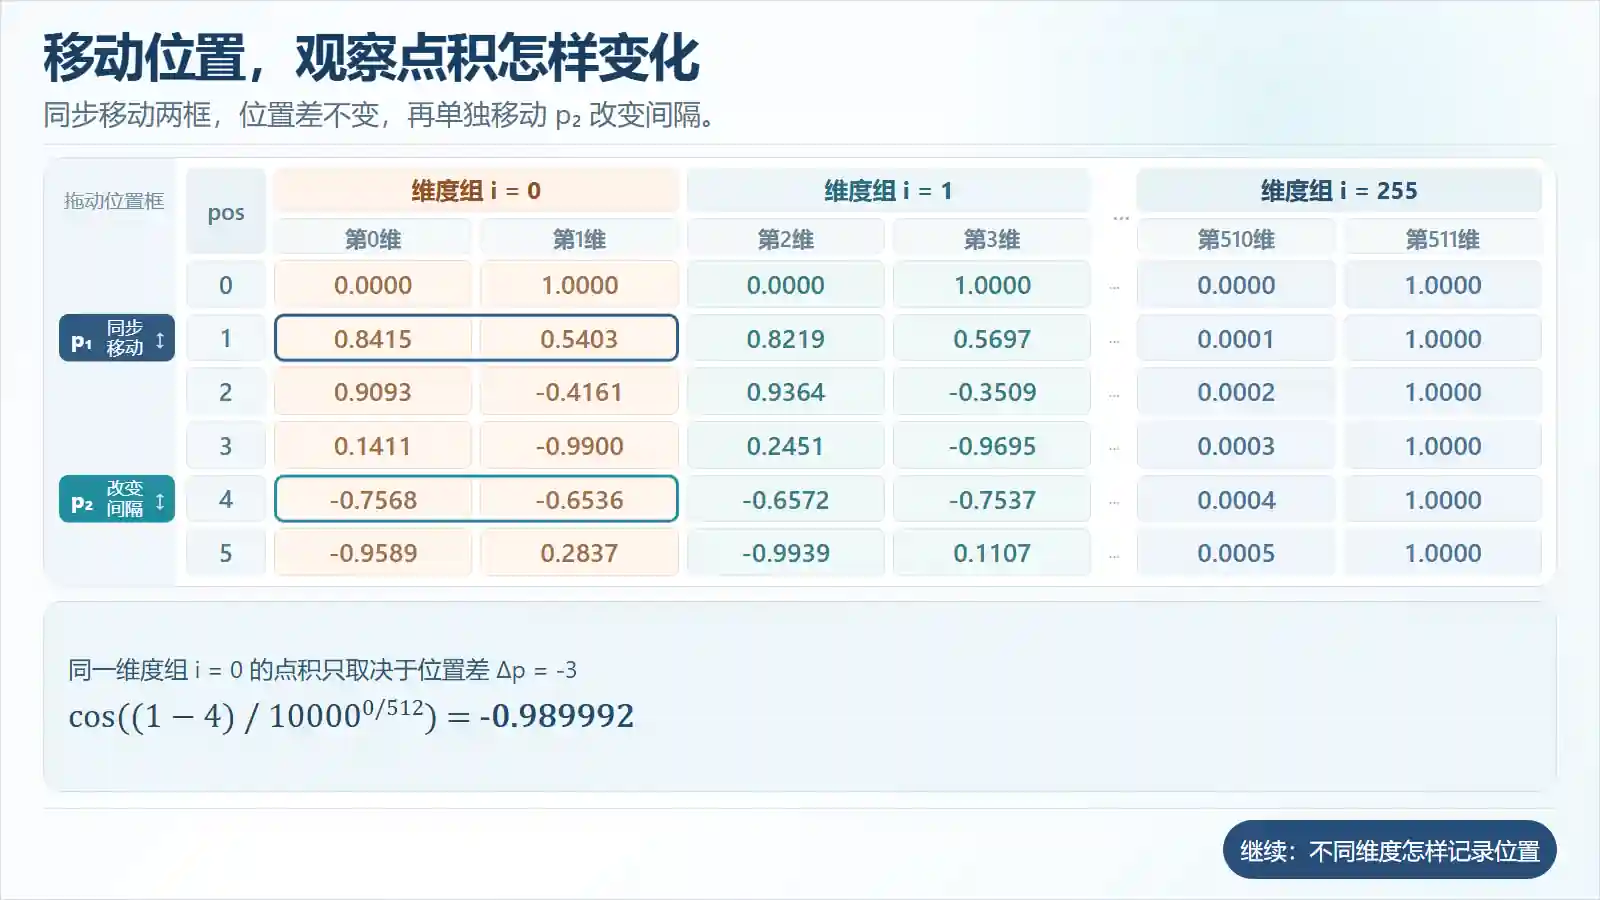 移动位置，观察点积怎样变化
同步移动两框，位置差不变，再单独移动 p₂ 改变间隔。
拖动位置框 pos 维度组 i = 0 维度组 i = 1 ... 维度组 i = 255
第0维 第1维 第2维 第3维 第510维 第511维
0 0.0000 1.0000 0.0000 1.0000 ... 0.0000 1.0000
p₁ 同步移动 ↕ 1 0.8415 0.5403 0.8219 0.5697 ... 0.0001 1.0000
2 0.9093 -0.4161 0.9364 -0.3509 ... 0.0002 1.0000
3 0.1411 -0.9900 0.2451 -0.9695 ... 0.0003 1.0000
p₂ 改变间隔 ↕ 4 -0.7568 -0.6536 -0.6572 -0.7537 ... 0.0004 1.0000
5 -0.9589 0.2837 -0.9939 0.1107 ... 0.0005 1.0000
同一维度组 i = 0 的点积只取决于位置差 Δp = -3
cos((1 − 4) / 10000^{0/512}) = -0.989992
继续：不同维度怎样记录位置